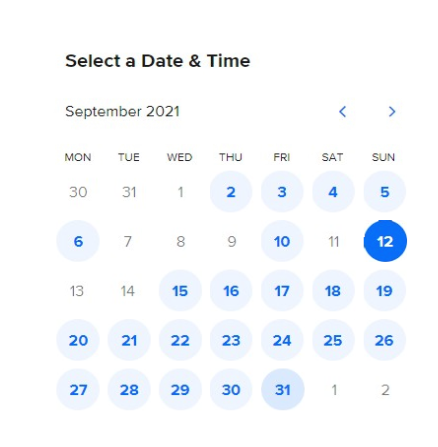 Select a Date & Time
September 2021
MON TUE WED THU FRI SAT SUN
30 31 1 2 3 4 5
6 7 8 9 10 11 12
13 14 15 16 17 18 19
20 21 22 23 24 25 26
27 28 29 30 31 1 2